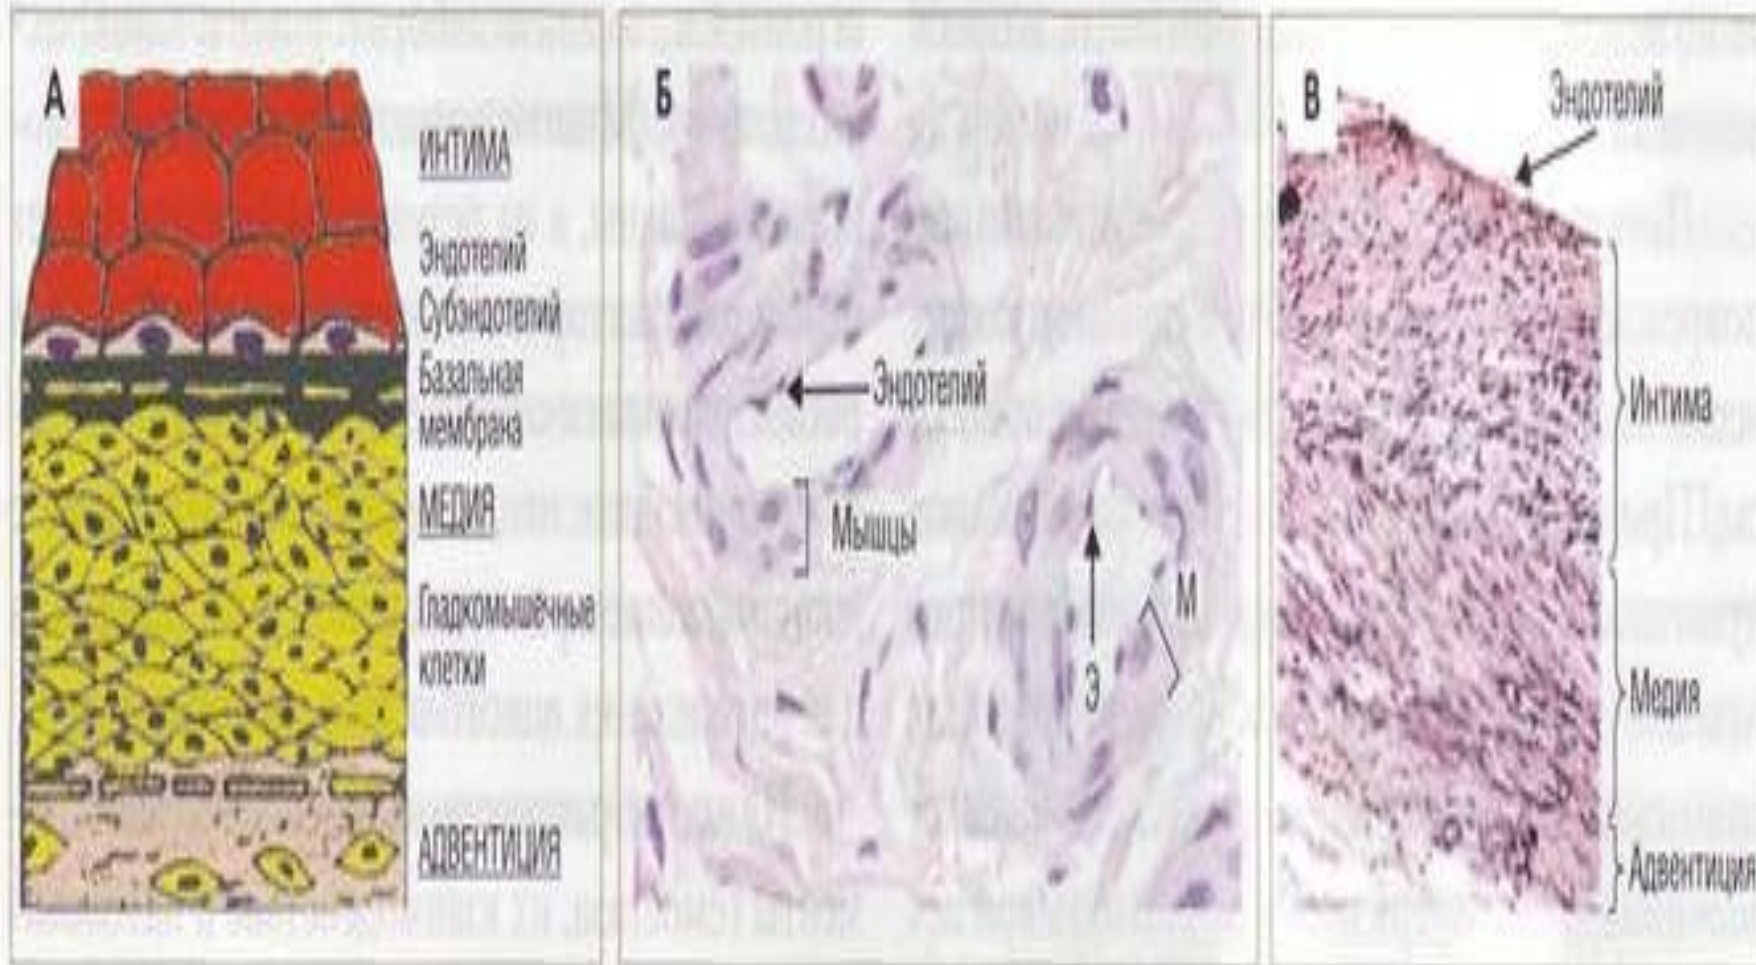 А
ИНТИМА
Эндотелий
Субэндотелий
Базальная
мембрана
МЕДИЯ
Гладкомышечные
клетки
АДВЕНТИЦИЯ
Б
Эндотелий
Мышцы
М
Э
В
Эндотелий
Интима
Медия
Адвентиция